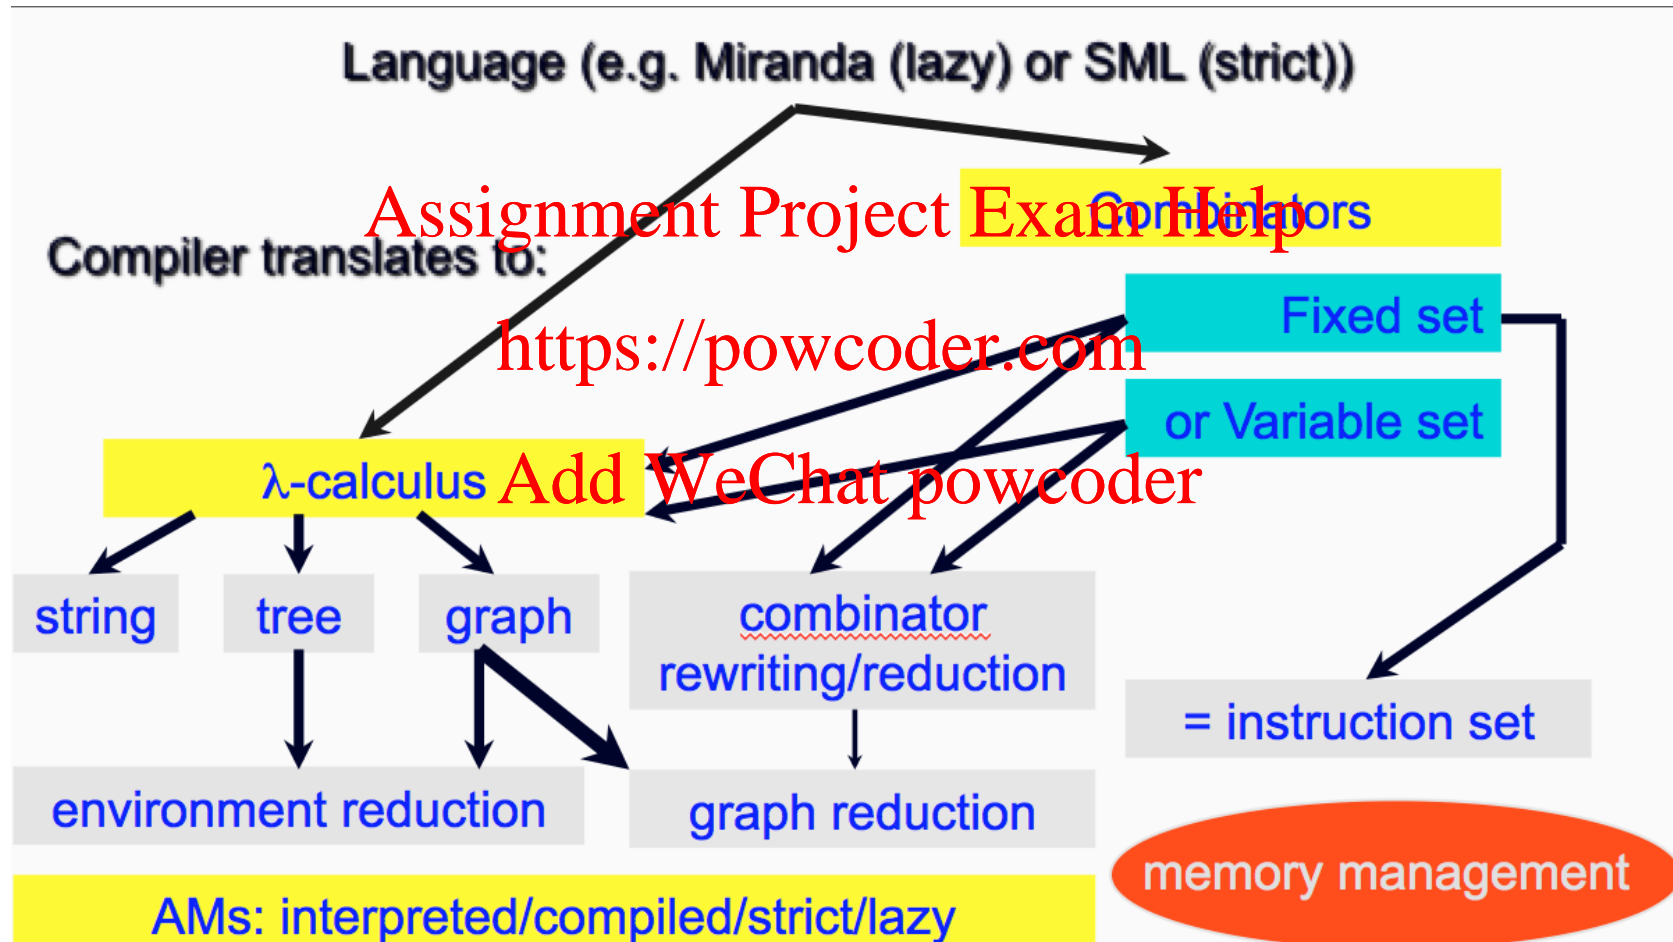 Language (e.g. Miranda (lazy) or SML (strict))
Assignment Project Exam Help
Combinators
Compiler translates to:
Fixed set
https://powcoder.com
or Variable set
λ-calculus
Add WeChat powcoder
string
tree
graph
combinator
rewriting/reduction
= instruction set
environment reduction
graph reduction
memory management
AMs: interpreted/compiled/strict/lazy